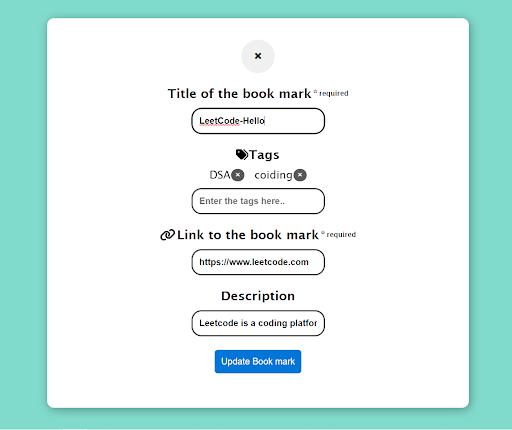 ×
Title of the book mark * required
LeetCode-Hello
Tags
DSA × coiding ×
Enter the tags here..
Link to the book mark * required
https://www.leetcode.com
Description
Leetcode is a coding platfor
Update Book mark